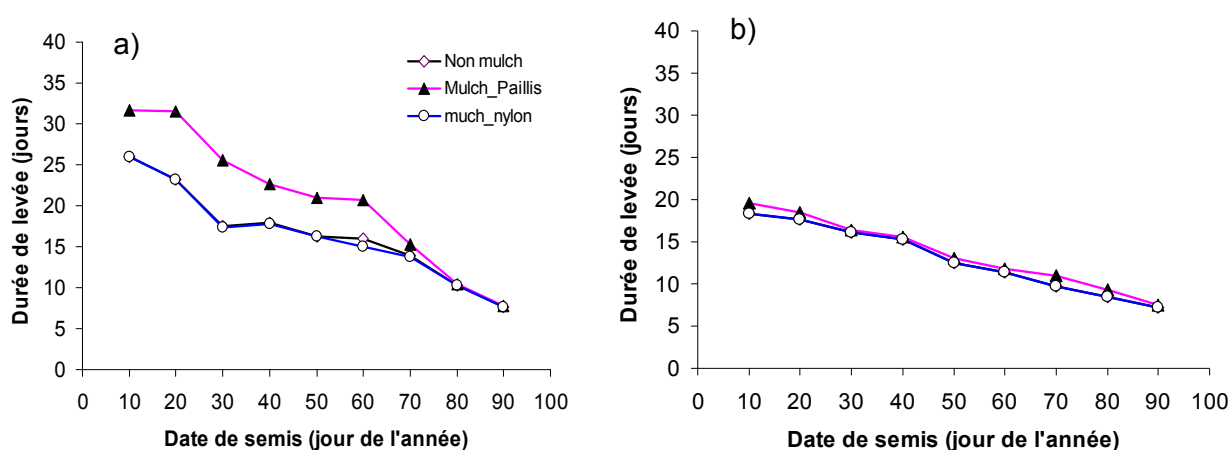 a)
Non mulch
Mulch_Paillis
much_nylon
Durée de levée (jours)
40
35
30
25
20
15
10
5
0
0 10 20 30 40 50 60 70 80 90 100
Date de semis (jour de l'année)
b)
Durée de levée (jours)
40
35
30
25
20
15
10
5
0
0 10 20 30 40 50 60 70 80 90 100
Date de semis (jour de l'année)